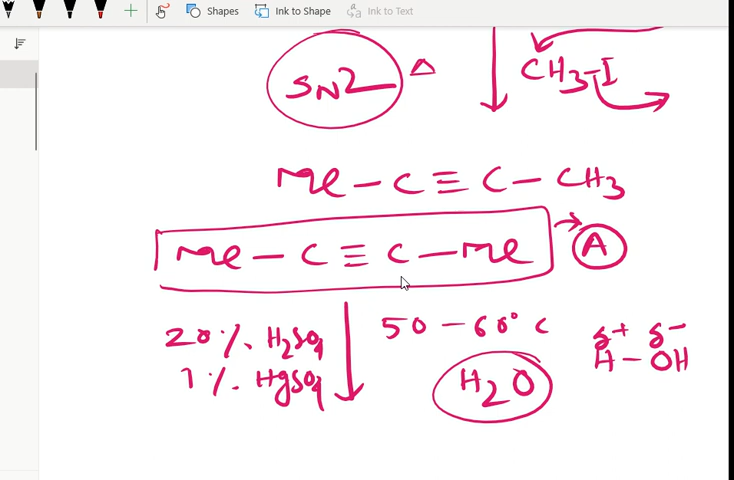 Shapes Ink to Shape Ink to Text
SN2 Δ CH3-I
Me - C ≡ C - CH3
Me - C ≡ C - Me → A
20%. H2SO4 50 - 60° C δ+ δ-
1%. HgSO4 H2O H - OH